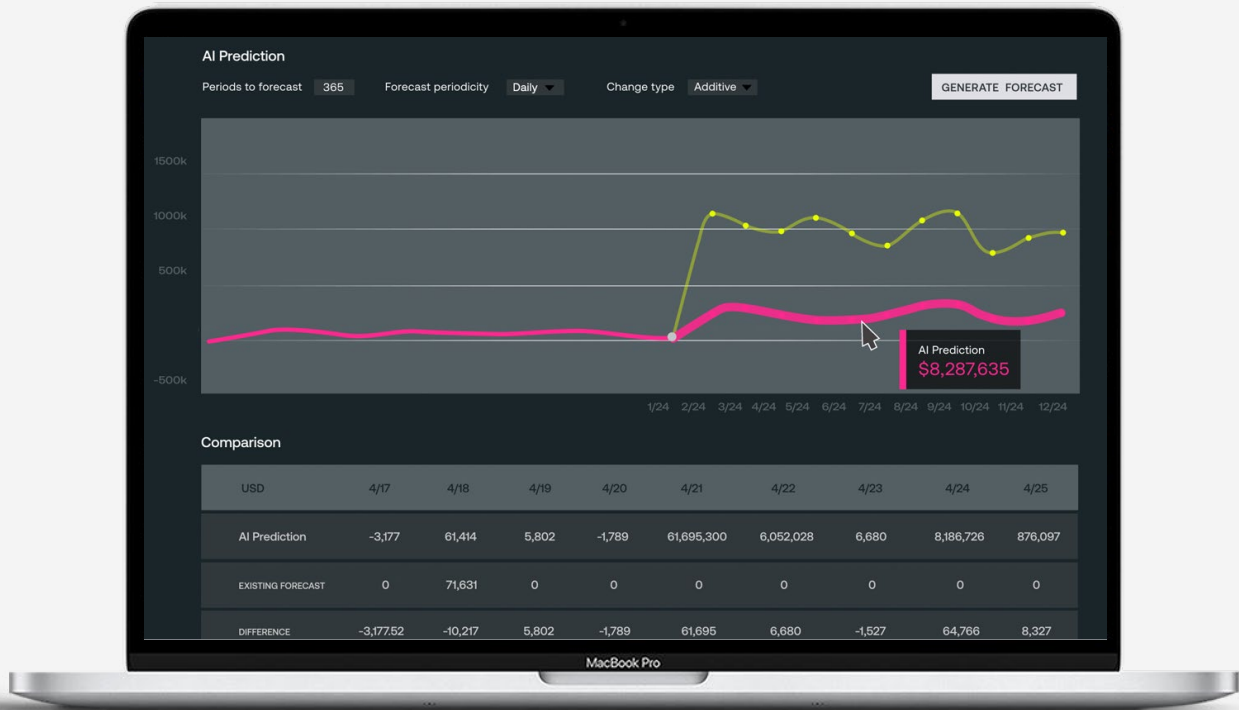 AI Prediction
Periods to forecast 365 Forecast periodicity Daily Change type Additive GENERATE FORECAST
1500k
1000k
500k
-500k
AI Prediction
$8,287,635
1/24 2/24 3/24 4/24 5/24 6/24 7/24 8/24 9/24 10/24 11/24 12/24
Comparison
USD 4/17 4/18 4/19 4/20 4/21 4/22 4/23 4/24 4/25
AI Prediction -3,177 61,414 5,802 -1,789 61,695,300 6,052,028 6,680 8,186,726 876,097
EXISTING FORECAST 0 71,631 0 0 0 0 0 0 0
DIFFERENCE -3,177.52 -10,217 5,802 -1,789 61,695 6,680 -1,527 64,766 8,327
MacBook Pro